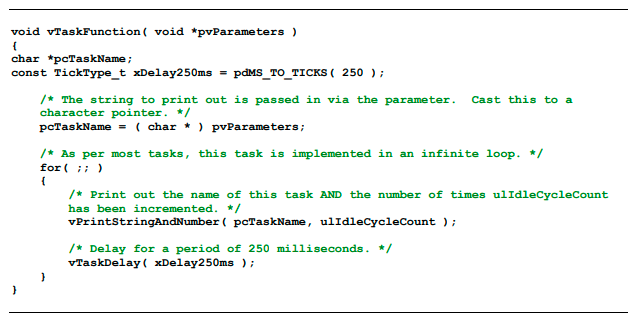 void vTaskFunction( void *pvParameters )
{
char *pcTaskName;
const TickType_t xDelay250ms = pdMS_TO_TICKS( 250 );
/* The string to print out is passed in via the parameter. Cast this to a
character pointer. */
pcTaskName = ( char * ) pvParameters;
/* As per most tasks, this task is implemented in an infinite loop. */
for( ;; )
{
/* Print out the name of this task AND the number of times ulIdleCycleCount
has been incremented. */
vPrintStringAndNumber( pcTaskName, ulIdleCycleCount );
/* Delay for a period of 250 milliseconds. */
vTaskDelay( xDelay250ms );
}
}